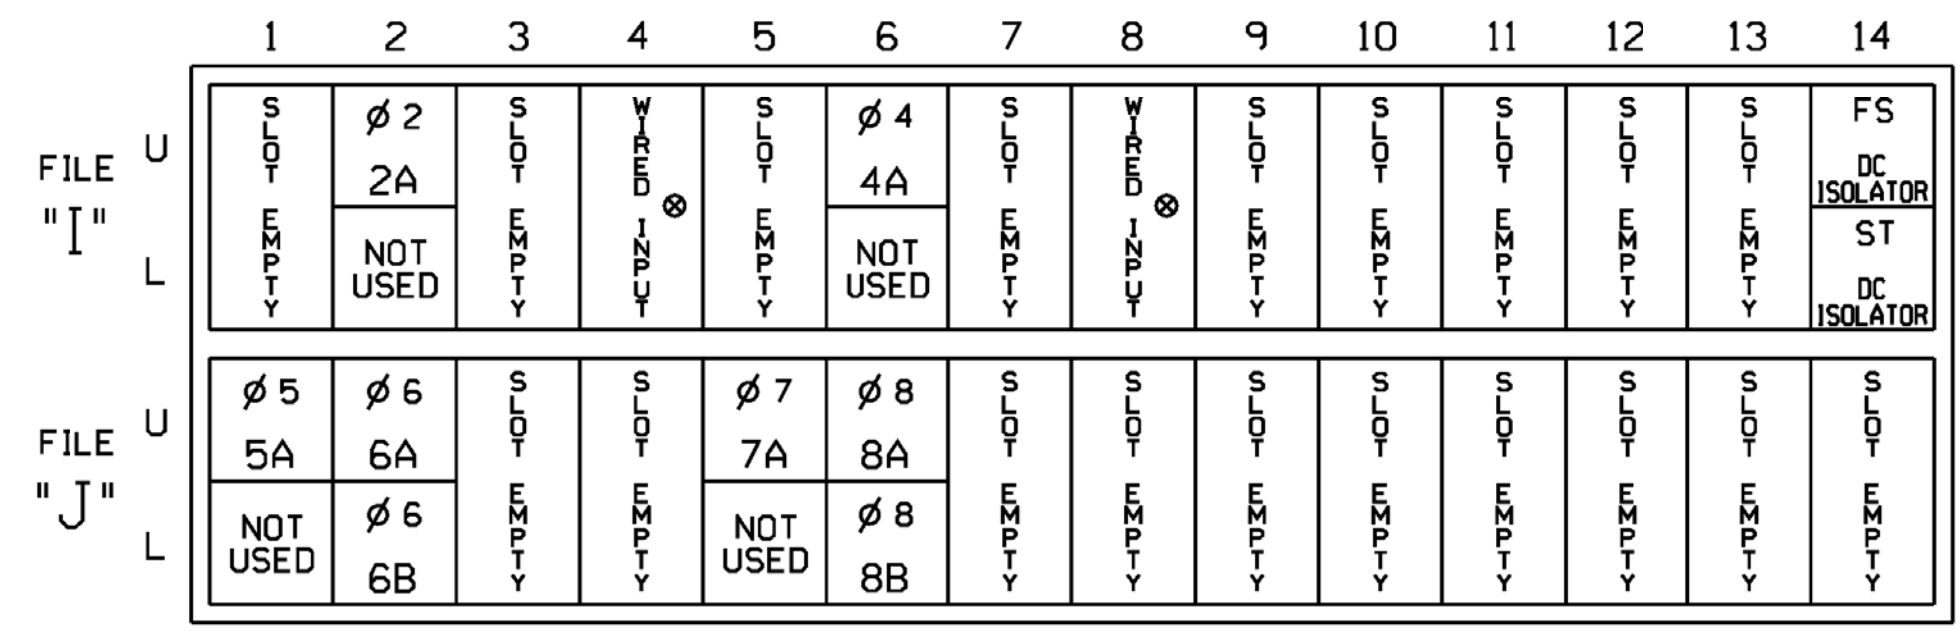 1 2 3 4 5 6 7 8 9 10 11 12 13 14
FILE
"I"
U
L
SLOT EMPTY
ø 2
2A
NOT
USED
SLOT EMPTY
WIRED INPUT
⊗
SLOT EMPTY
ø 4
4A
NOT
USED
SLOT EMPTY
WIRED INPUT
⊗
SLOT EMPTY
SLOT EMPTY
SLOT EMPTY
SLOT EMPTY
SLOT EMPTY
FS
DC
ISOLATOR
ST
DC
ISOLATOR
FILE
"J"
U
L
ø 5
5A
NOT
USED
ø 6
6A
ø 6
6B
SLOT EMPTY
SLOT EMPTY
ø 7
7A
NOT
USED
ø 8
8A
ø 8
8B
SLOT EMPTY
SLOT EMPTY
SLOT EMPTY
SLOT EMPTY
SLOT EMPTY
SLOT EMPTY
SLOT EMPTY
SLOT EMPTY